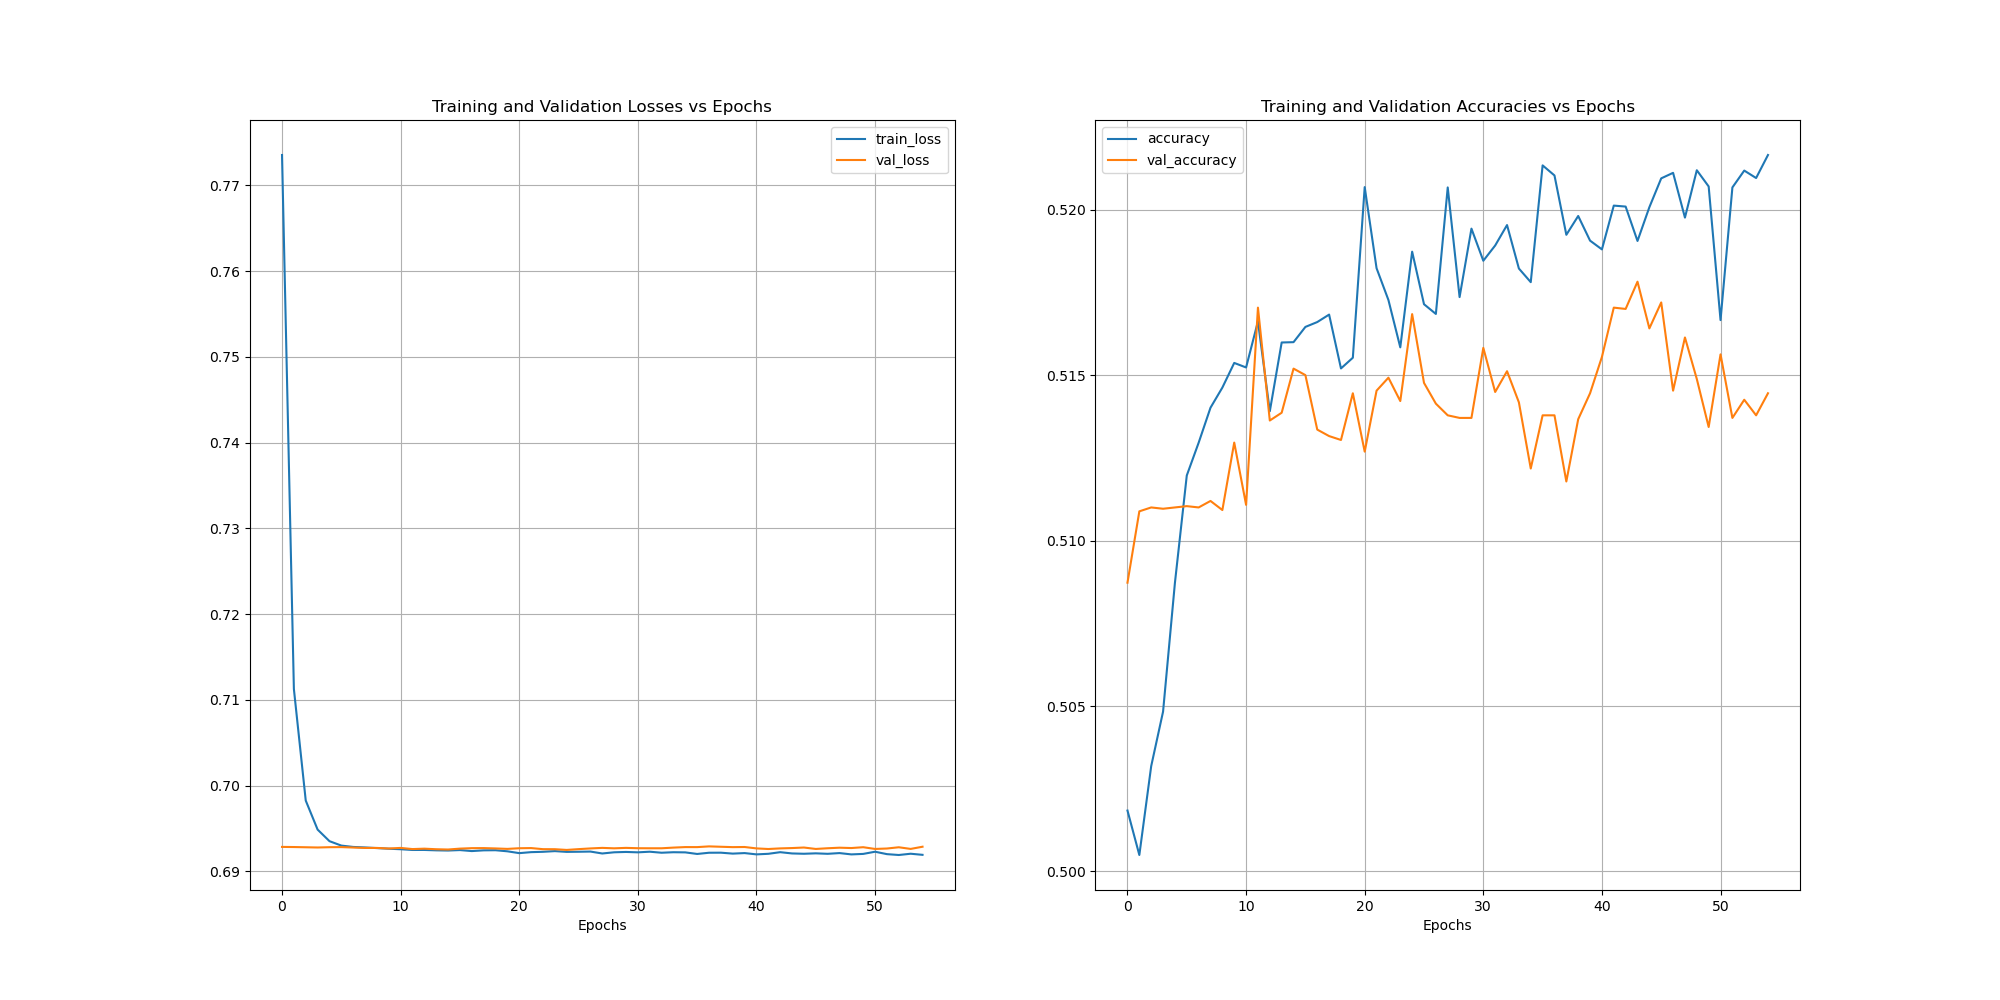 Training and Validation Losses vs Epochs
train_loss
val_loss
0.77
0.76
0.75
0.74
0.73
0.72
0.71
0.70
0.69
0 10 20 30 40 50
Epochs
Training and Validation Accuracies vs Epochs
accuracy
val_accuracy
0.520
0.515
0.510
0.505
0.500
0 10 20 30 40 50
Epochs